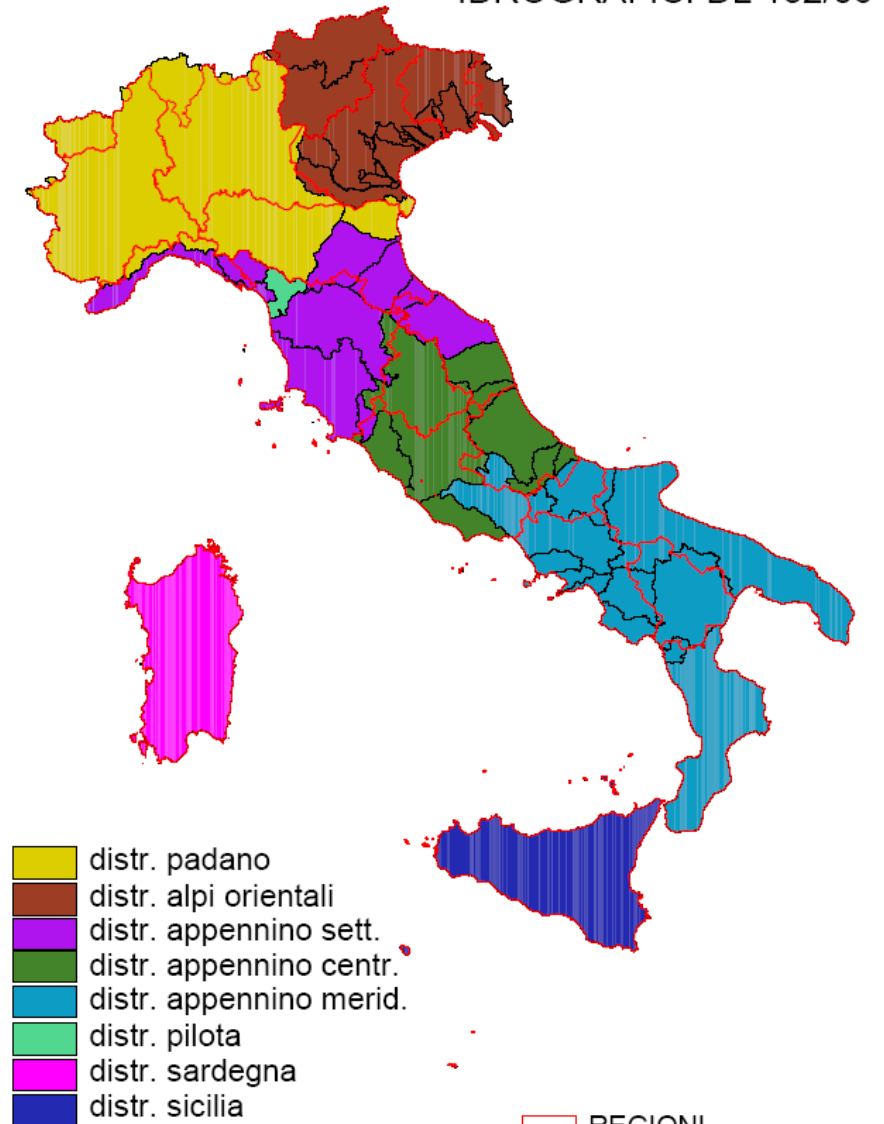 distr. padano
distr. alpi orientali
distr. appennino sett.
distr. appennino centr.
distr. appennino merid.
distr. pilota
distr. sardegna
distr. sicilia
REGIONI